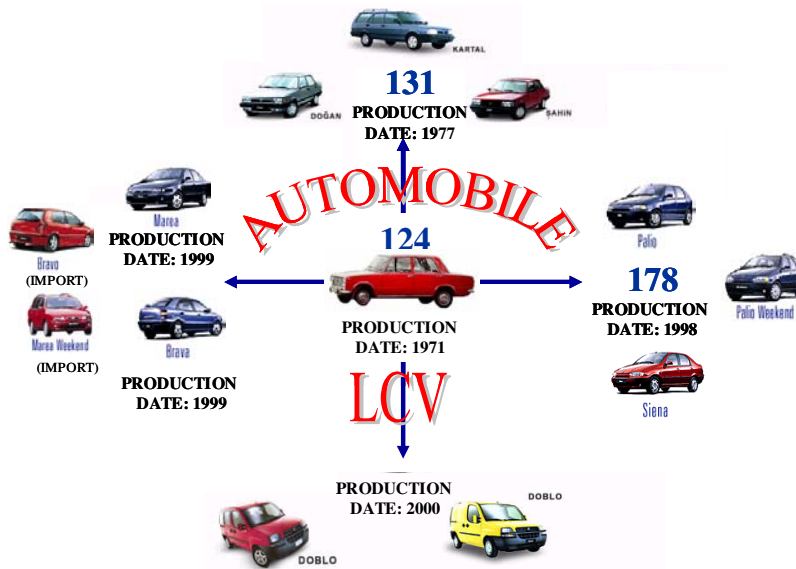 KARTAL
131
DOĞAN
PRODUCTION
DATE: 1977
ŞAHiN
AUTOMOBILE
Marea
PRODUCTION
DATE: 1999
Bravo
(IMPORT)
124
PRODUCTION
DATE: 1971
Palio
178
PRODUCTION
DATE: 1998
Palio Weekend
Marea Weekend
(IMPORT)
Brava
PRODUCTION
DATE: 1999
Siena
LCV
PRODUCTION
DATE: 2000
DOBLO
DOBLO